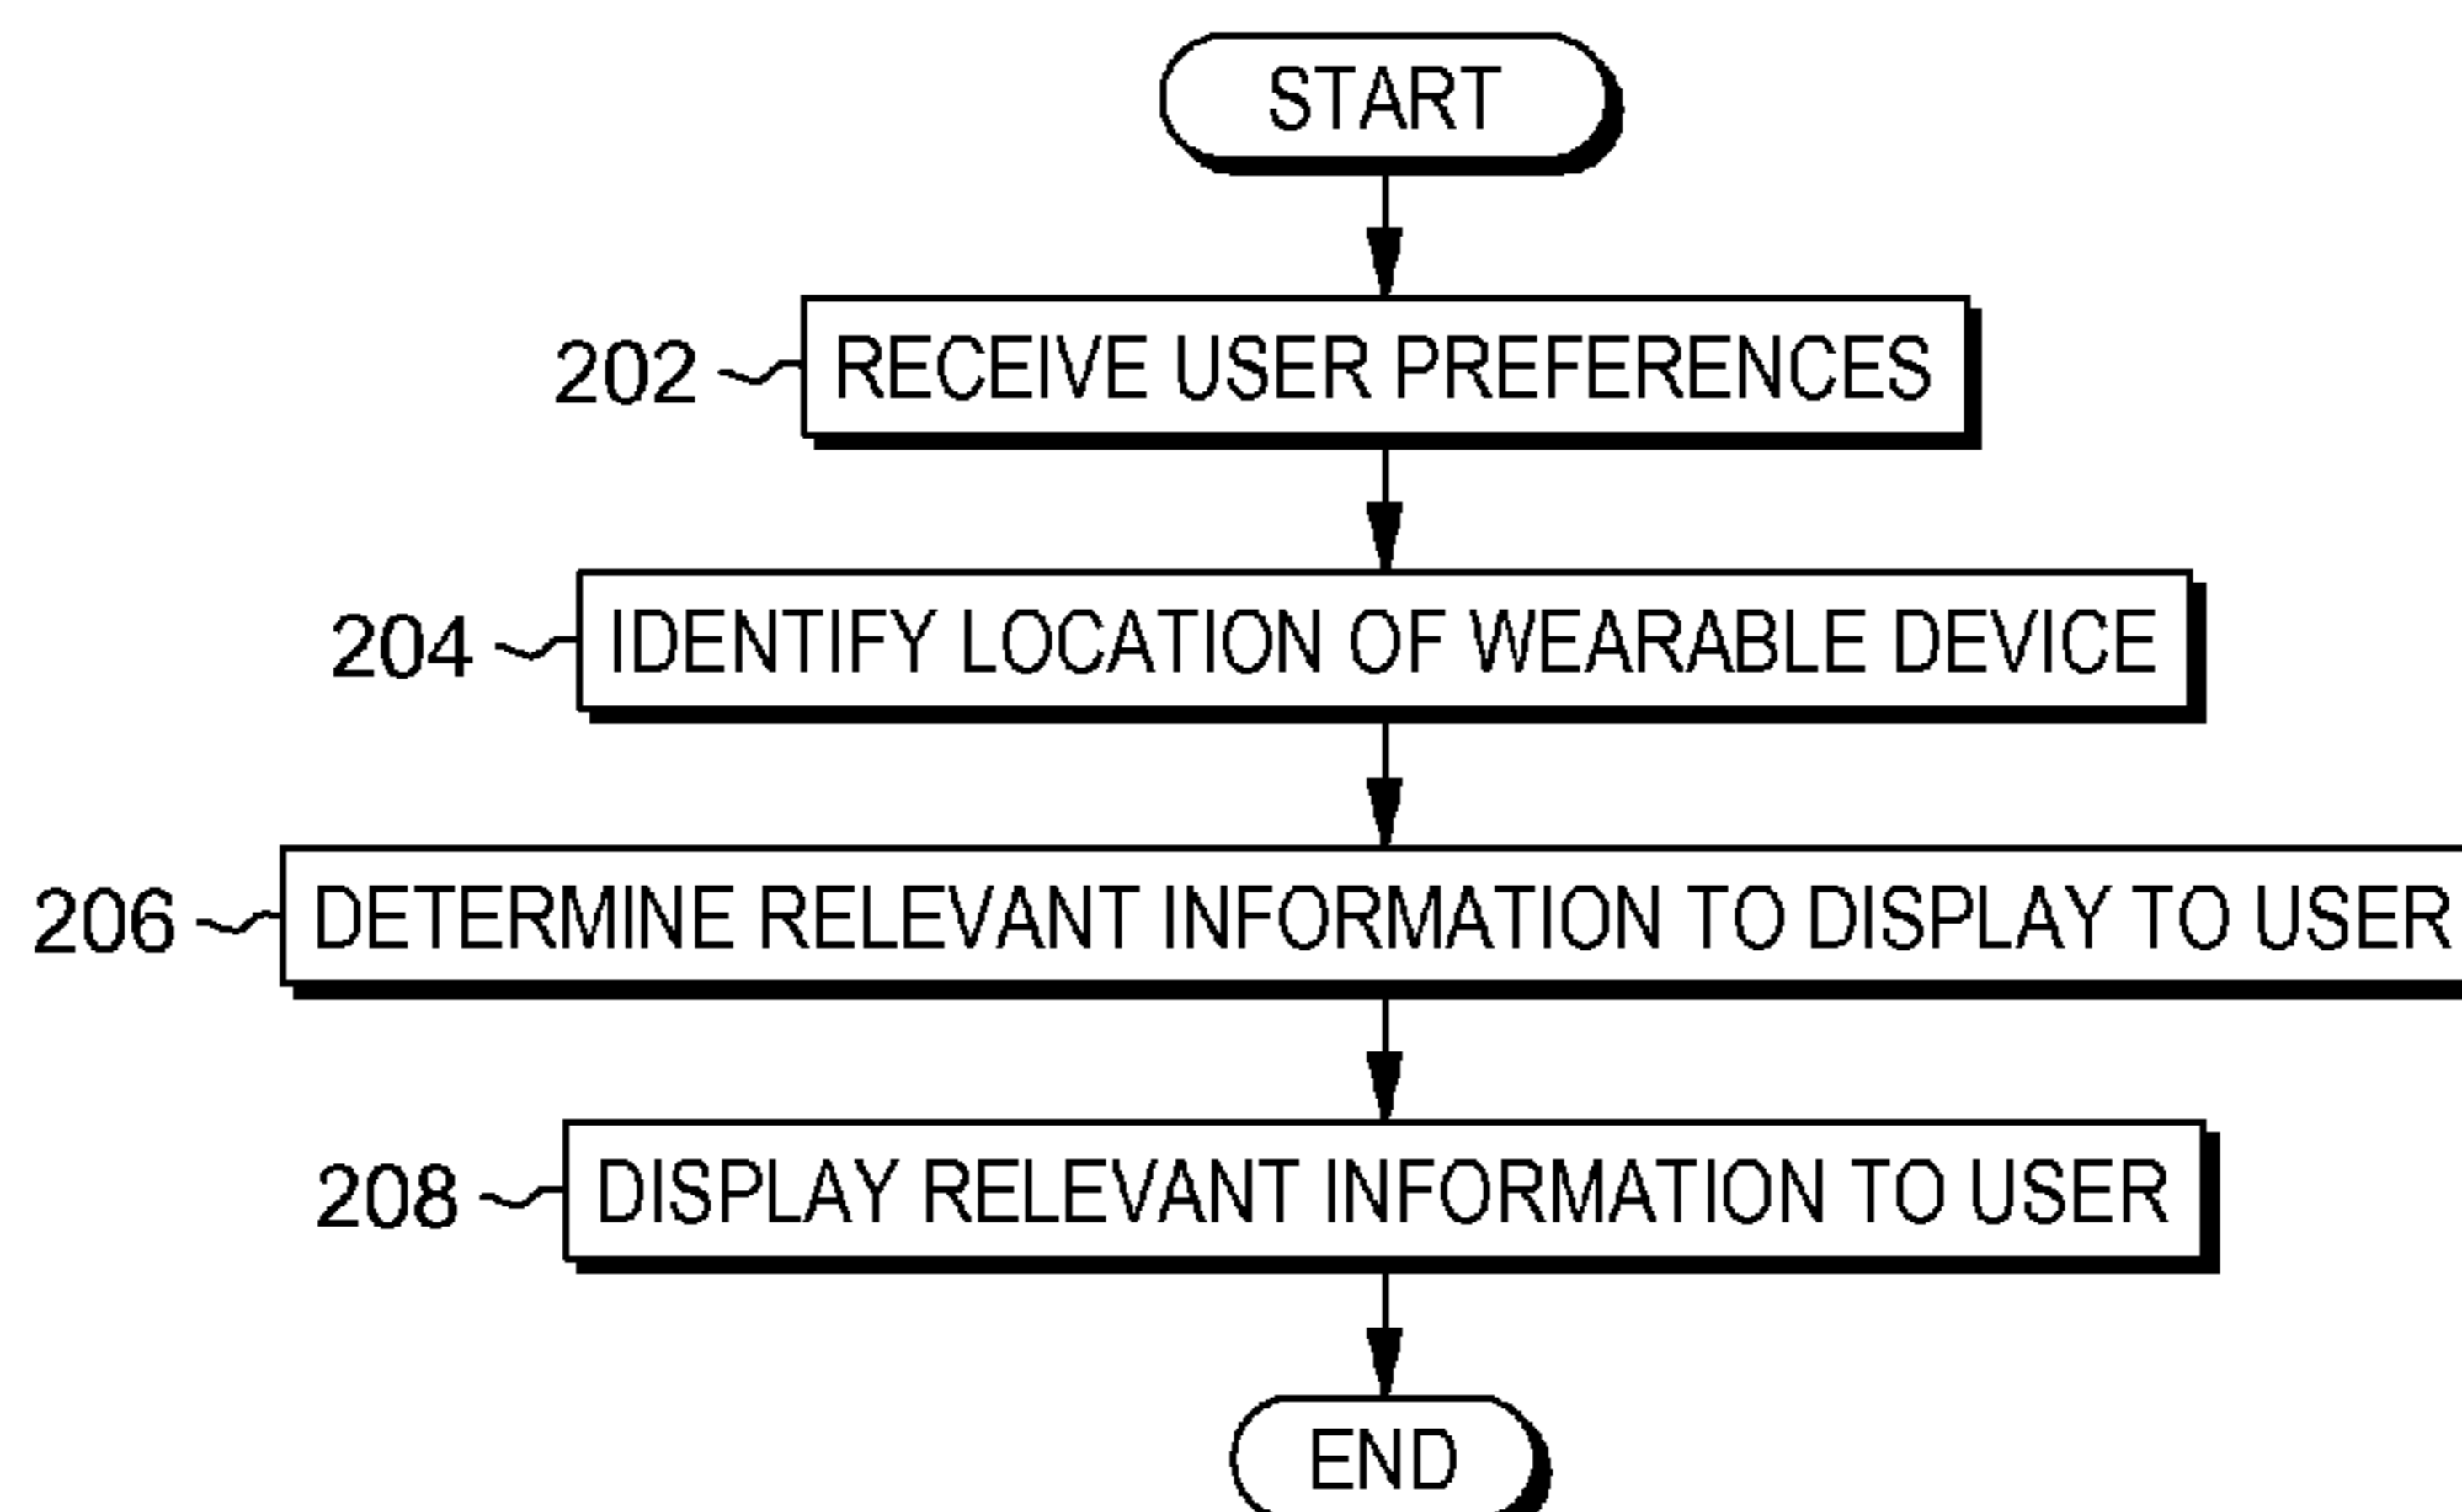 START
202 RECEIVE USER PREFERENCES
204 IDENTIFY LOCATION OF WEARABLE DEVICE
206 DETERMINE RELEVANT INFORMATION TO DISPLAY TO USER
208 DISPLAY RELEVANT INFORMATION TO USER
END